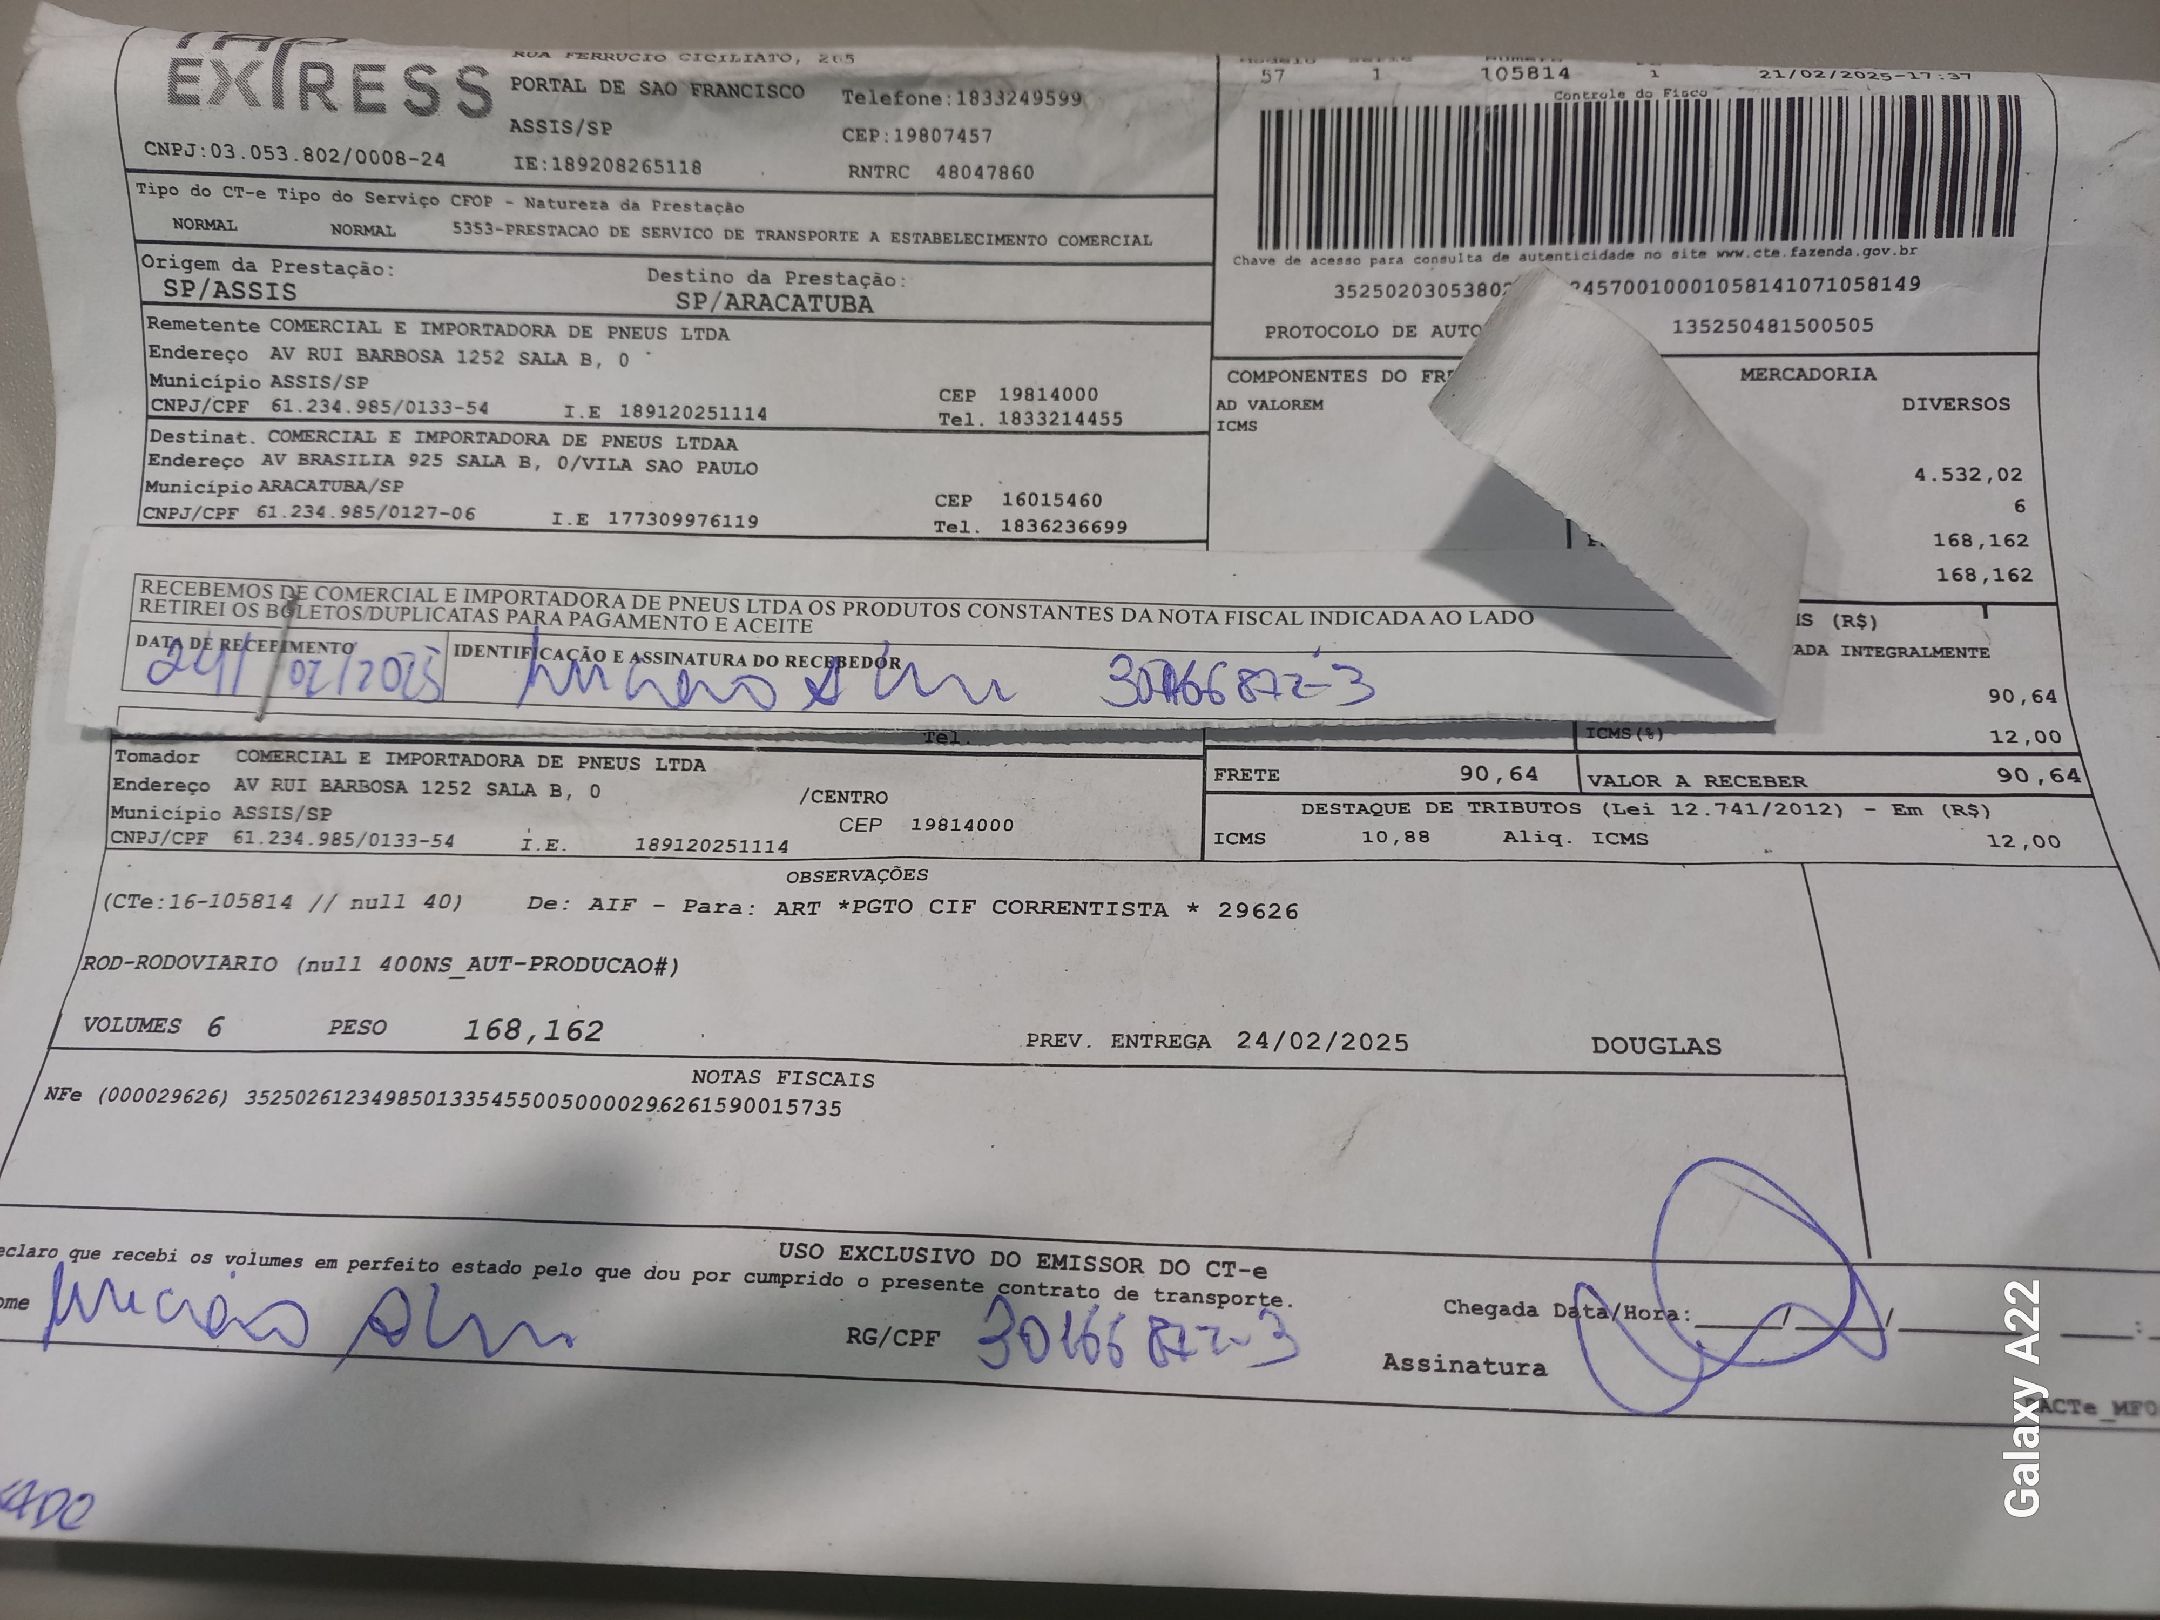 EXPRESS
RUA FERRUCIO CICILIATO, 265
PORTAL DE SAO FRANCISCO
Telefone:1833249599
ASSIS/SP
CEP:19807457
CNPJ:03.053.802/0008-24
IE:189208265118
RNTRC 48047860
57 1 105814 1 21/02/2025-17:37
Controle do Fisco
Chave de acesso para consulta de autenticidade no site www.cte.fazenda.gov.br
35250203053802 2457001000105814107105814​9
PROTOCOLO DE AUTO 135250481500505
Tipo do CT-e Tipo do Serviço CFOP - Natureza da Prestação
NORMAL NORMAL 5353-PRESTACAO DE SERVICO DE TRANSPORTE A ESTABELECIMENTO COMERCIAL
Origem da Prestação: Destino da Prestação:
SP/ASSIS SP/ARACATUBA
Remetente COMERCIAL E IMPORTADORA DE PNEUS LTDA
Endereço AV RUI BARBOSA 1252 SALA B, 0
Município ASSIS/SP CEP 19814000
CNPJ/CPF 61.234.985/0133-54 I.E 189120251114 Tel. 1833214455
Destinat. COMERCIAL E IMPORTADORA DE PNEUS LTDAA
Endereço AV BRASILIA 925 SALA B, 0/VILA SAO PAULO
Município ARACATUBA/SP CEP 16015460
CNPJ/CPF 61.234.985/0127-06 I.E 177309976119 Tel. 1836236699
COMPONENTES DO FR MERCADORIA
AD VALOREM DIVERSOS
ICMS
4.532,02
6
168,162
168,162
IS (R$)
ADA INTEGRALMENTE
90,64
ICMS(%) 12,00
RECEBEMOS DE COMERCIAL E IMPORTADORA DE PNEUS LTDA OS PRODUTOS CONSTANTES DA NOTA FISCAL INDICADA AO LADO
RETIREI OS BOLETOS/DUPLICATAS PARA PAGAMENTO E ACEITE
DATA DE RECEBIMENTO IDENTIFICAÇÃO E ASSINATURA DO RECEBEDOR
24/02/2025 30166872-3
Tel.
Tomador COMERCIAL E IMPORTADORA DE PNEUS LTDA
Endereço AV RUI BARBOSA 1252 SALA B, 0 /CENTRO
Município ASSIS/SP CEP 19814000
CNPJ/CPF 61.234.985/0133-54 I.E. 189120251114
FRETE 90,64 VALOR A RECEBER 90,64
DESTAQUE DE TRIBUTOS (Lei 12.741/2012) - Em (R$)
ICMS 10,88 Aliq. ICMS 12,00
OBSERVAÇÕES
(CTe:16-105814 // null 40) De: AIF - Para: ART *PGTO CIF CORRENTISTA * 29626
ROD-RODOVIARIO (null 400NS_AUT-PRODUCAO#)
VOLUMES 6 PESO 168,162 PREV. ENTREGA 24/02/2025 DOUGLAS
NOTAS FISCAIS
NFe (000029626) 35250261234985013354550050000296261590015735
USO EXCLUSIVO DO EMISSOR DO CT-e
eclaro que recebi os volumes em perfeito estado pelo que dou por cumprido o presente contrato de transporte.
ome RG/CPF 30166872-3
Chegada Data/Hora:____/____/____ ____:
Assinatura
ACTe_MF0
Galaxy A22